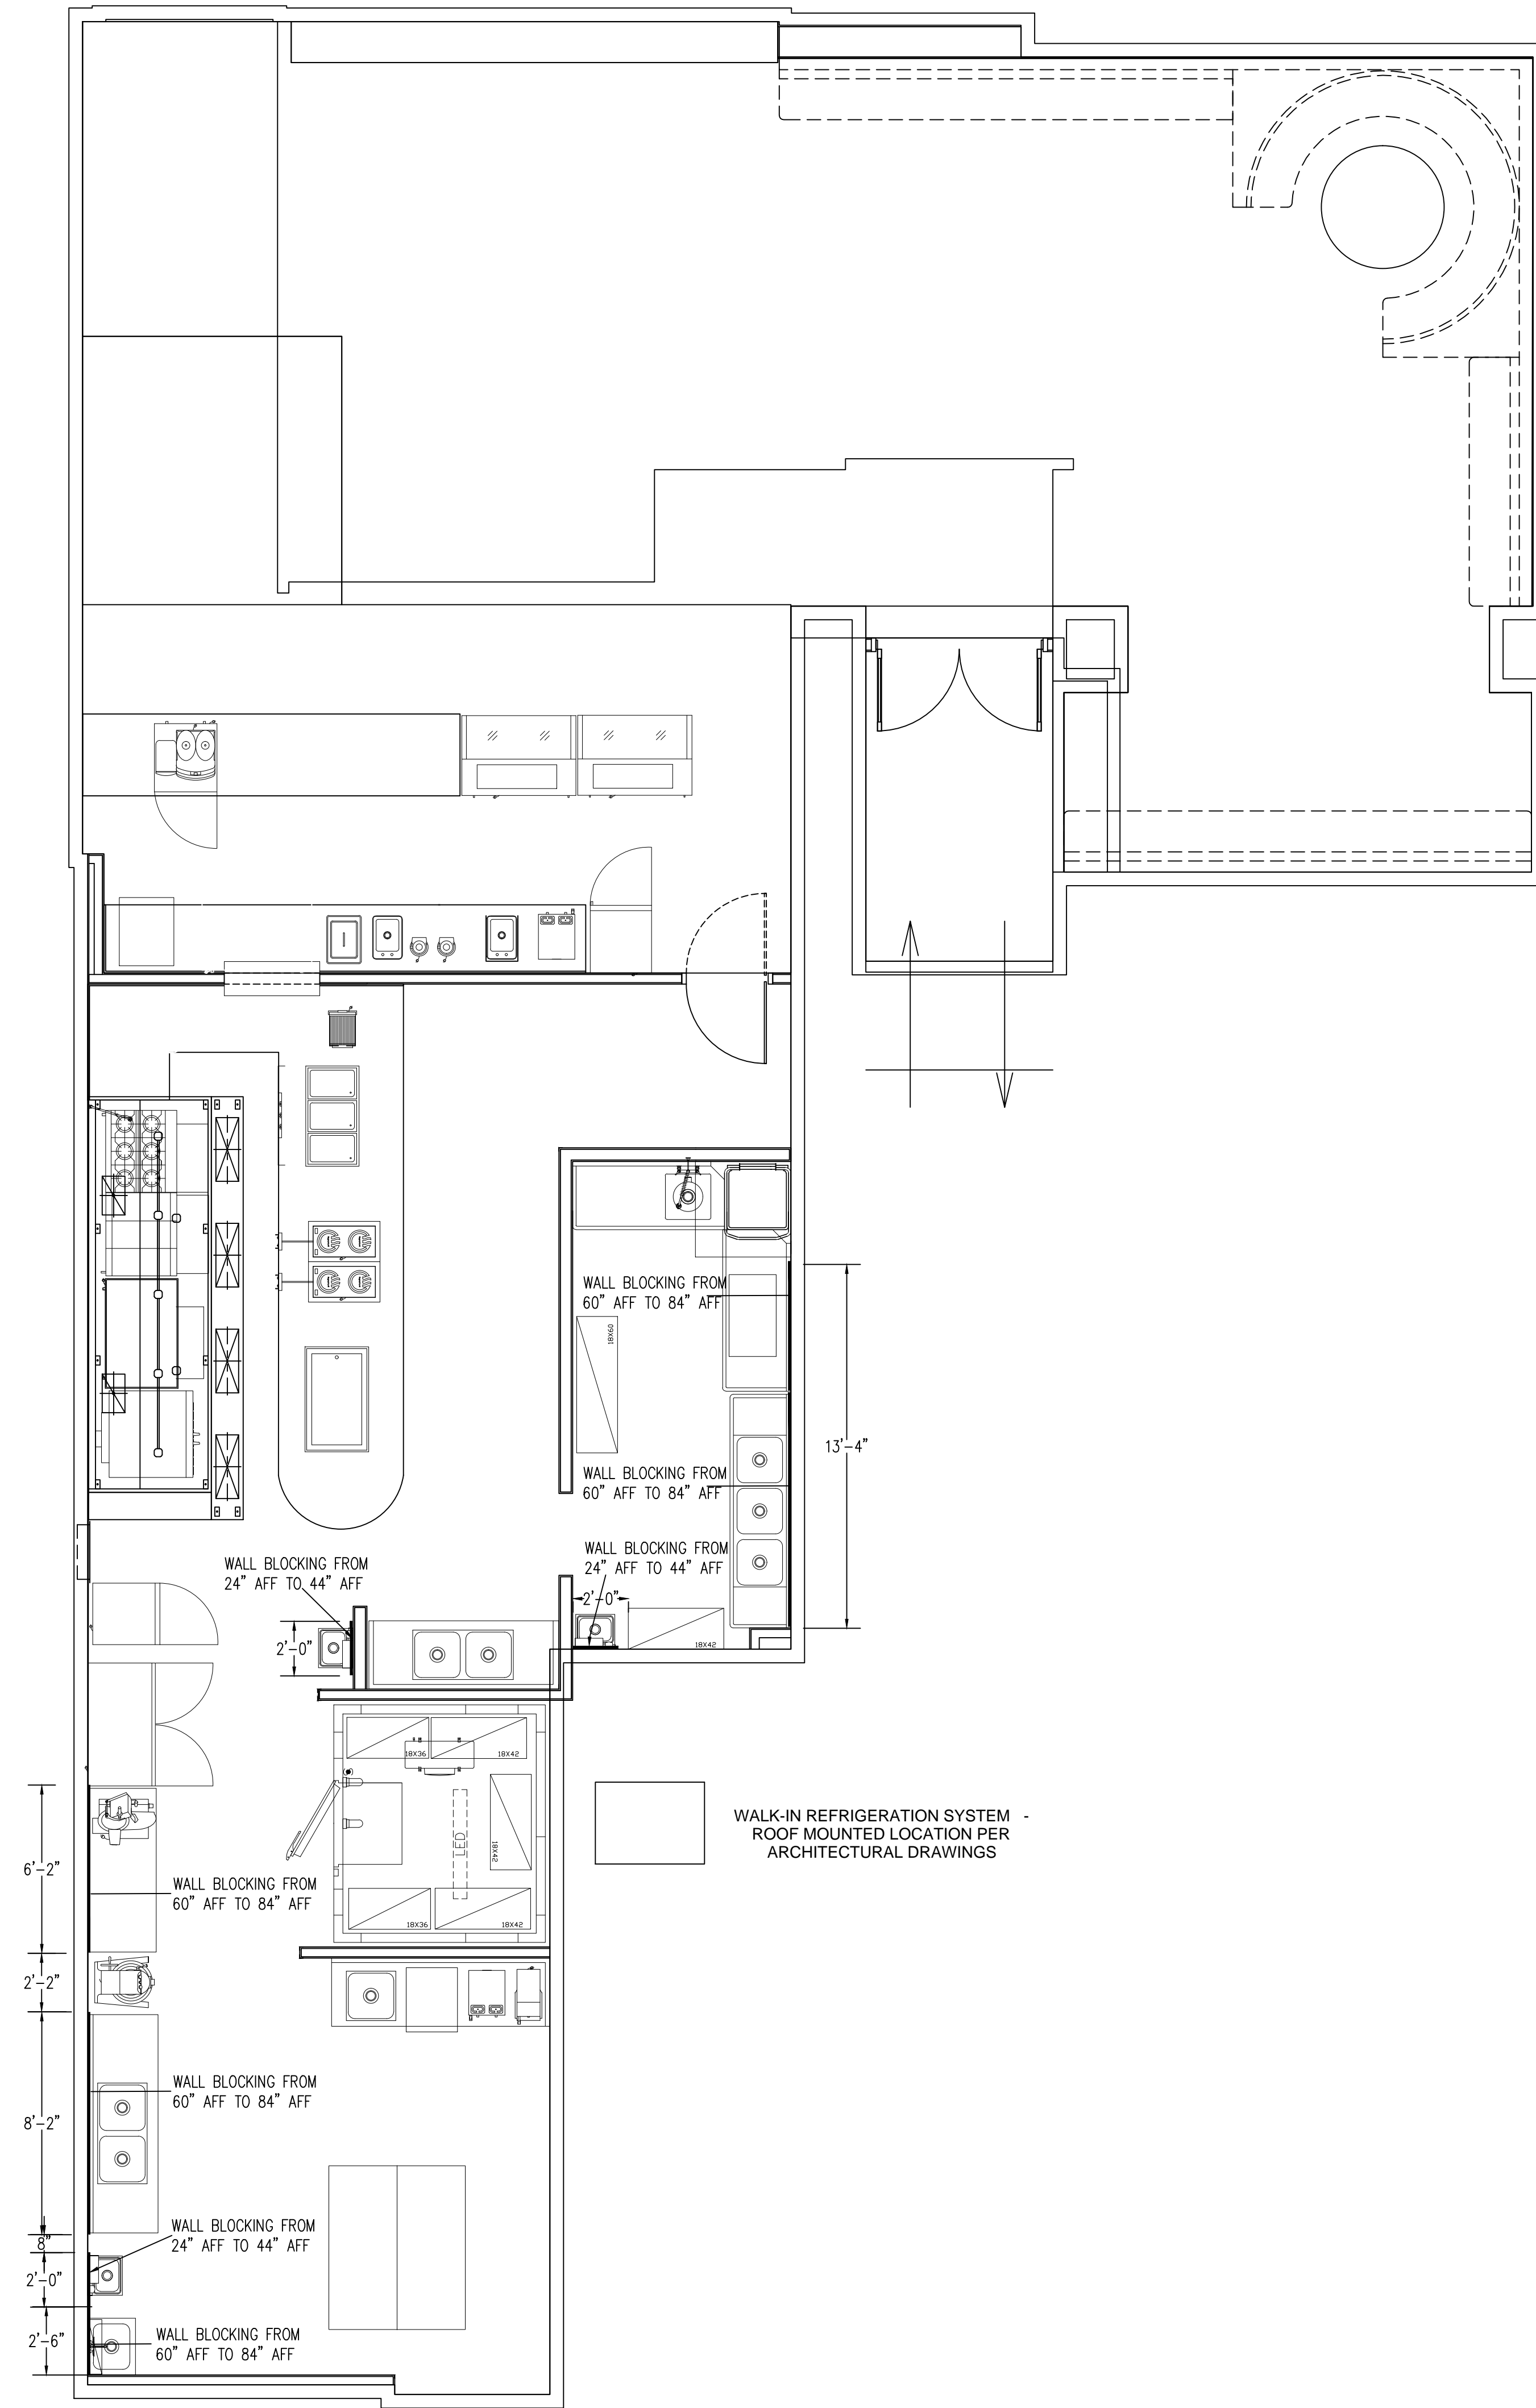 WALL BLOCKING FROM
60" AFF TO 84" AFF
18X60
13'-4"
WALL BLOCKING FROM
60" AFF TO 84" AFF
WALL BLOCKING FROM
24" AFF TO 44" AFF
WALL BLOCKING FROM
24" AFF TO 44" AFF
2'-0"
2'-0"
18X42
18X36
18X42
LED
18X42
18X36
18X42
WALK-IN REFRIGERATION SYSTEM -
ROOF MOUNTED LOCATION PER
ARCHITECTURAL DRAWINGS
6'-2"
WALL BLOCKING FROM
60" AFF TO 84" AFF
2'-2"
WALL BLOCKING FROM
60" AFF TO 84" AFF
8'-2"
WALL BLOCKING FROM
24" AFF TO 44" AFF
8"
2'-0"
WALL BLOCKING FROM
60" AFF TO 84" AFF
2'-6"